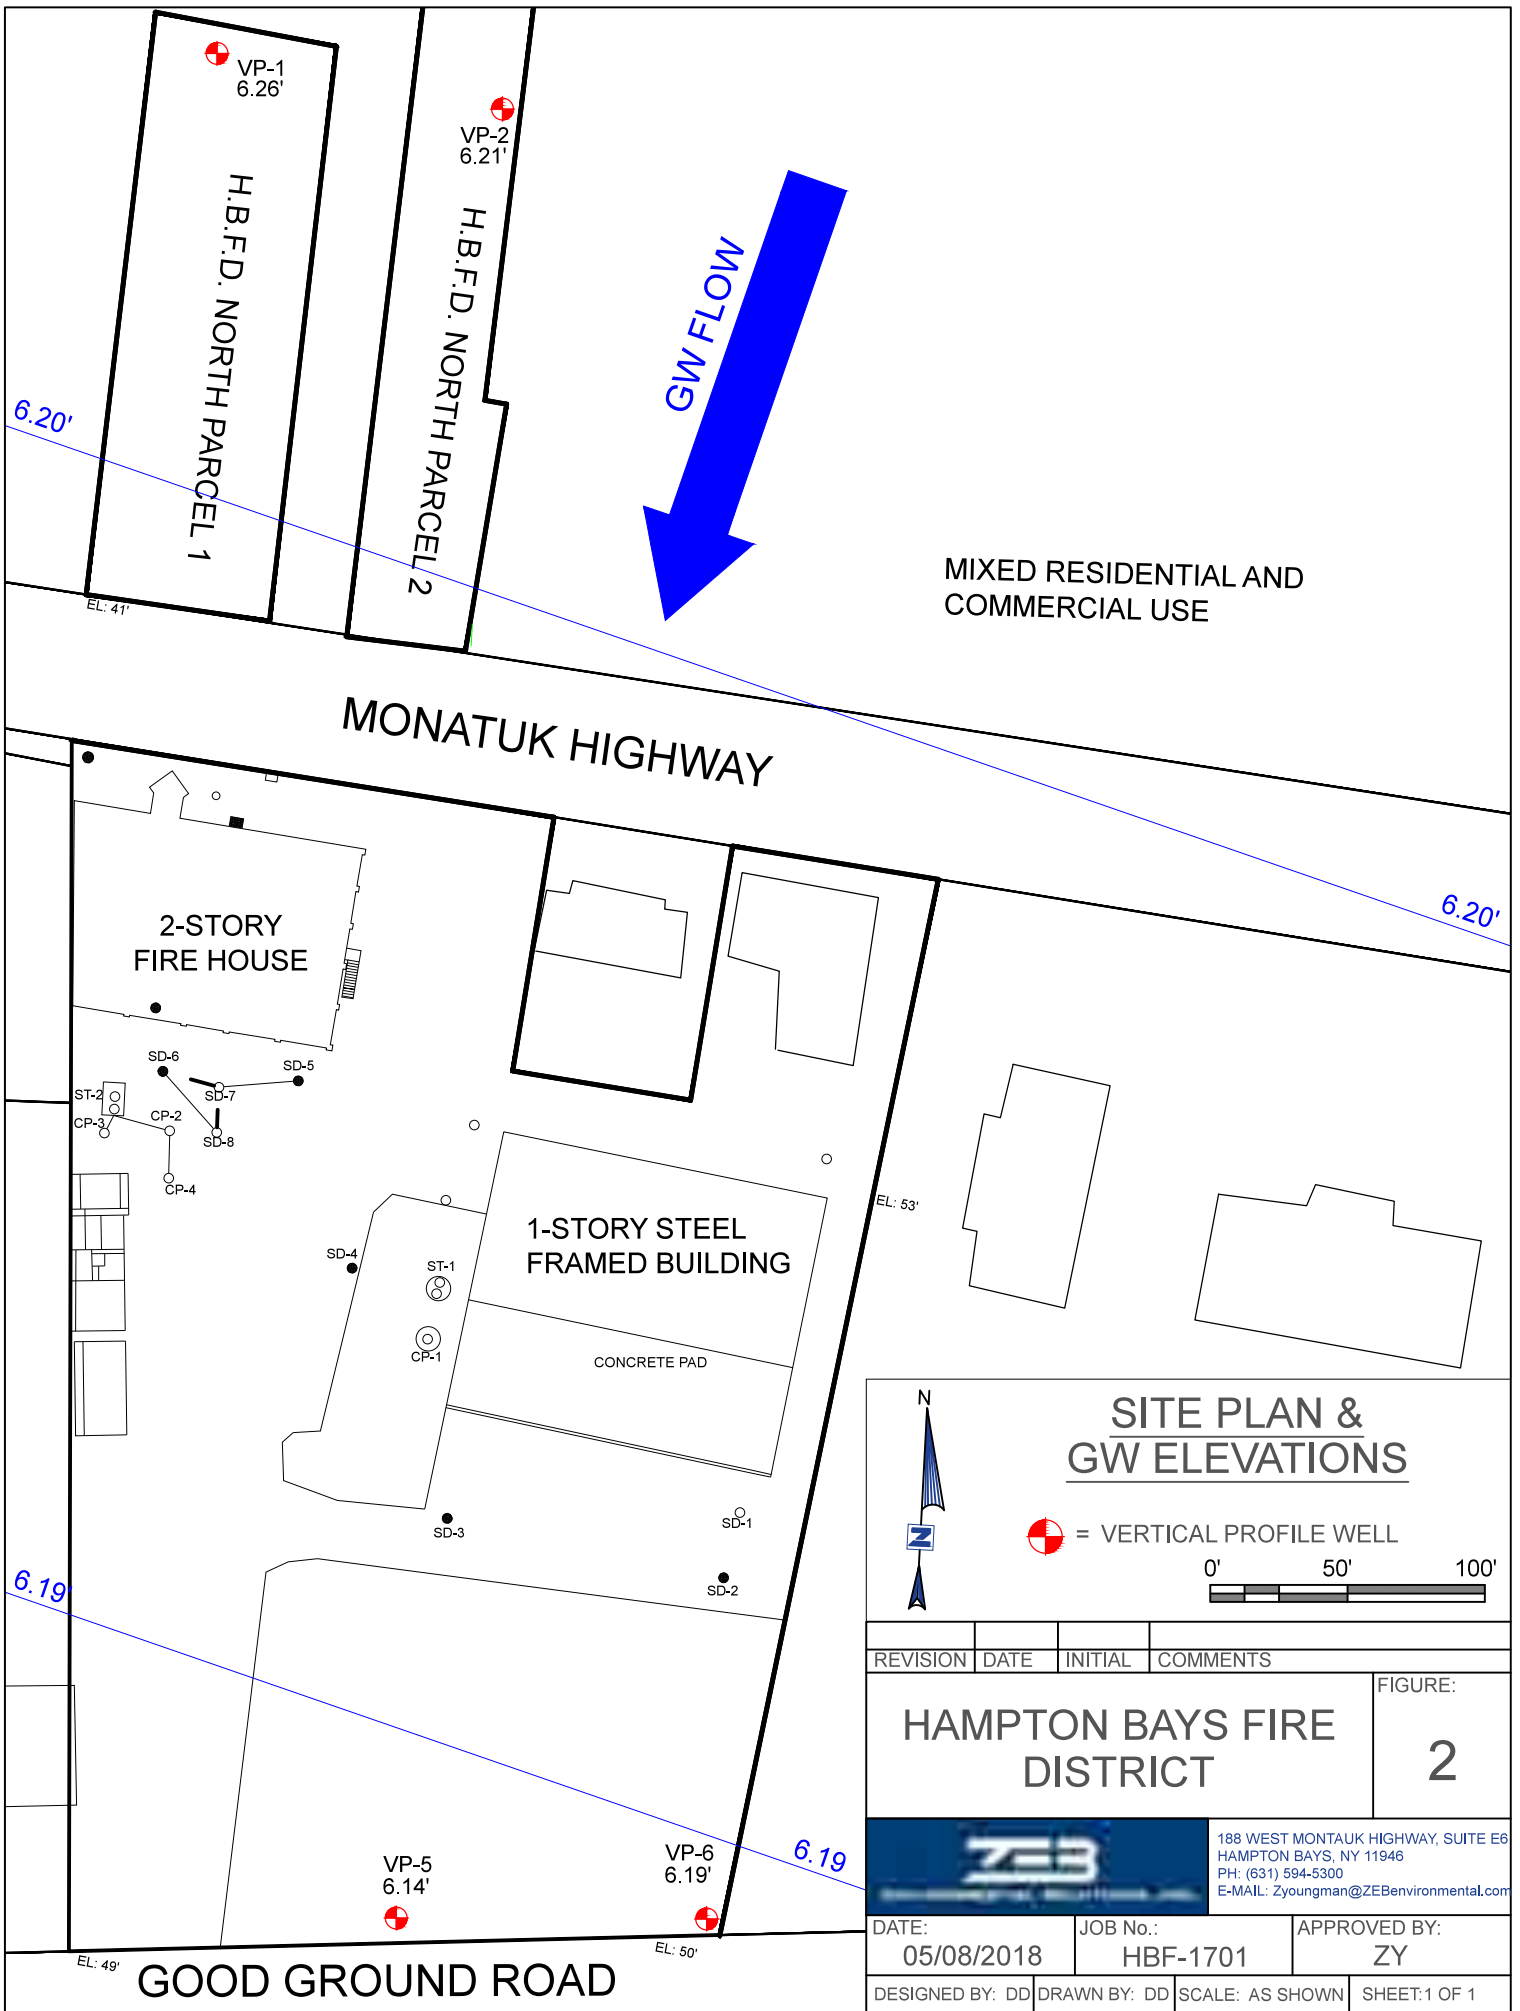 VP-1
6.26'
VP-2
6.21'
H.B.F.D. NORTH PARCEL 1
H.B.F.D. NORTH PARCEL 2
GW FLOW
6.20'
EL: 41'
MIXED RESIDENTIAL AND
COMMERCIAL USE
MONATUK HIGHWAY
6.20'
2-STORY
FIRE HOUSE
SD-6
SD-5
ST-2
SD-7
CP-3
CP-2
SD-8
CP-4
EL: 53'
1-STORY STEEL
FRAMED BUILDING
SD-4
ST-1
CP-1
CONCRETE PAD
SD-3
SD-1
SD-2
6.19'
6.19
VP-5
6.14'
VP-6
6.19'
EL: 49'
EL: 50'
GOOD GROUND ROAD
N
SITE PLAN &
GW ELEVATIONS
Z
= VERTICAL PROFILE WELL
0' 50' 100'
REVISION DATE INITIAL COMMENTS
HAMPTON BAYS FIRE
DISTRICT
FIGURE:
2
ZEB
188 WEST MONTAUK HIGHWAY, SUITE E6
HAMPTON BAYS, NY 11946
PH: (631) 594-5300
E-MAIL: Zyoungman@ZEBenvironmental.com
DATE:
05/08/2018
JOB No.:
HBF-1701
APPROVED BY:
ZY
DESIGNED BY: DD DRAWN BY: DD SCALE: AS SHOWN SHEET:1 OF 1